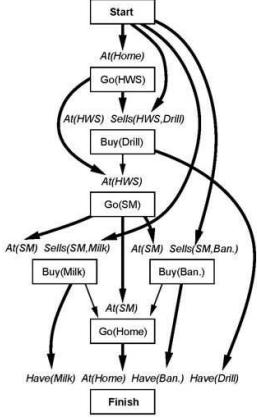 Start
At(Home)
Go(HWS)
At(HWS) Sells(HWS,Drill)
Buy(Drill)
At(HWS)
Go(SM)
At(SM) Sells(SM,Milk) At(SM) Sells(SM,Ban.)
Buy(Milk) Buy(Ban.)
At(SM)
Go(Home)
Have(Milk) At(Home) Have(Ban.) Have(Drill)
Finish